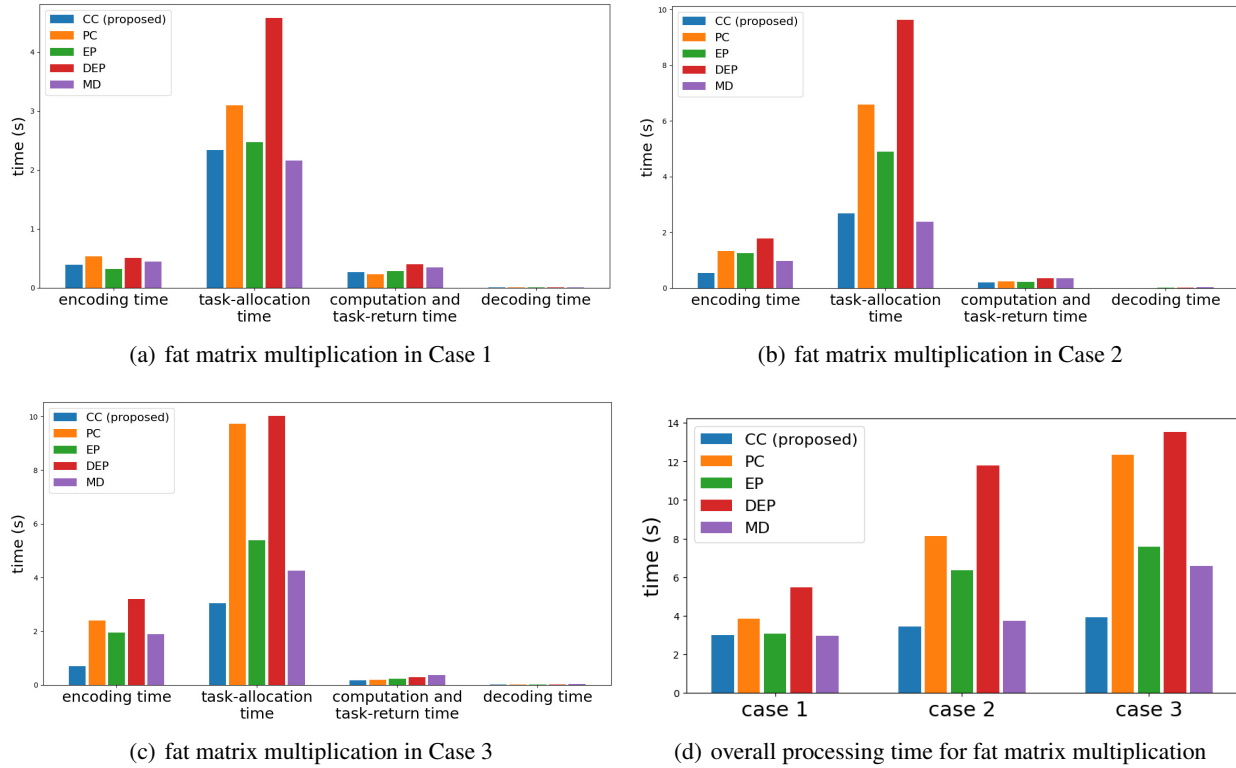 CC (proposed)
PC
EP
DEP
MD
time (s)
4
3
2
1
0
encoding time
task-allocation
time
computation and
task-return time
decoding time
(a) fat matrix multiplication in Case 1
CC (proposed)
PC
EP
DEP
MD
time (s)
10
8
6
4
2
0
encoding time
task-allocation
time
computation and
task-return time
decoding time
(b) fat matrix multiplication in Case 2
CC (proposed)
PC
EP
DEP
MD
time (s)
10
8
6
4
2
0
encoding time
task-allocation
time
computation and
task-return time
decoding time
(c) fat matrix multiplication in Case 3
CC (proposed)
PC
EP
DEP
MD
time (s)
14
12
10
8
6
4
2
0
case 1
case 2
case 3
(d) overall processing time for fat matrix multiplication